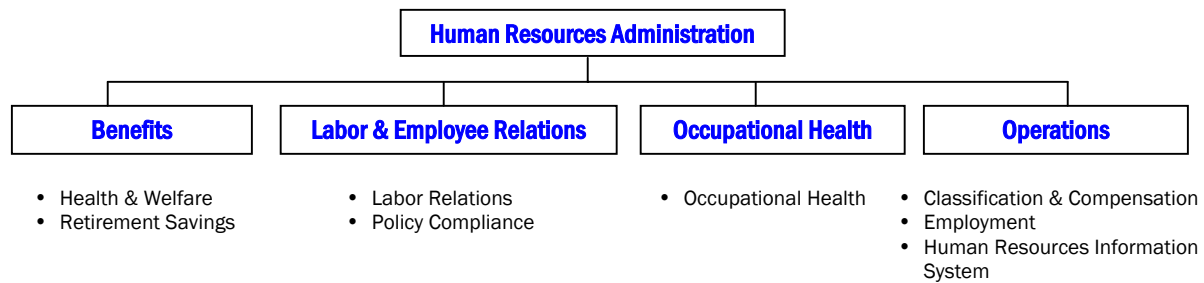 Human Resources Administration
Benefits
Labor & Employee Relations
Occupational Health
Operations
• Health & Welfare
• Retirement Savings
• Labor Relations
• Policy Compliance
• Occupational Health
• Classification & Compensation
• Employment
• Human Resources Information
System